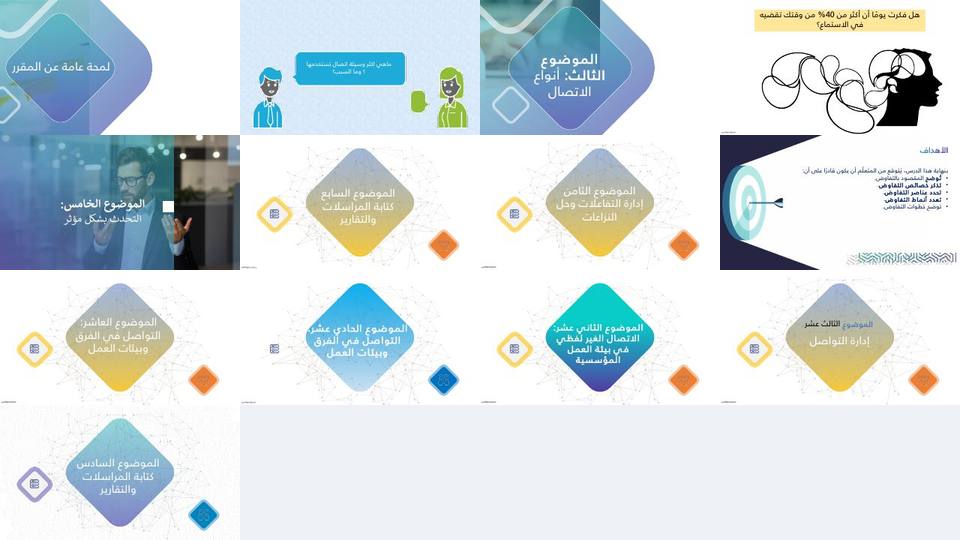 لمحة عامة عن المقرر
ماهي اكثر وسيلة اتصال تستخدمها
؟ وما السبب؟
الموضوع
الثالث: أنواع
الاتصال
هل فكرت يومًا أن أكثر من 40% من وقتك تقضيه
في الاستماع؟
الموضوع الخامس:
التحدث بشكل مؤثر
الموضوع السابع
كتابة المراسلات
والتقارير
الموضوع الثامن
إدارة التفاعلات وحل
النزاعات
الأهداف
بنهاية هذا الدرس، يُتوقع من المتعلّم أن يكون قادرًا على أن:
توضح المقصود بالتفاوض.
تذكر خصائص التفاوض.
تحدد عناصر التفاوض.
تعدد أنماط التفاوض.
توضح خطوات التفاوض.
الموضوع العاشر:
التواصل في الفرق
وبيئات العمل
الموضوع الحادي عشر:
التواصل في الفرق
وبيئات العمل
الموضوع الثاني عشر:
الاتصال الغير لفظي
في بيئة العمل
المؤسسية
الموضوع الثالث عشر
إدارة التواصل
الموضوع السادس
كتابة المراسلات
والتقارير